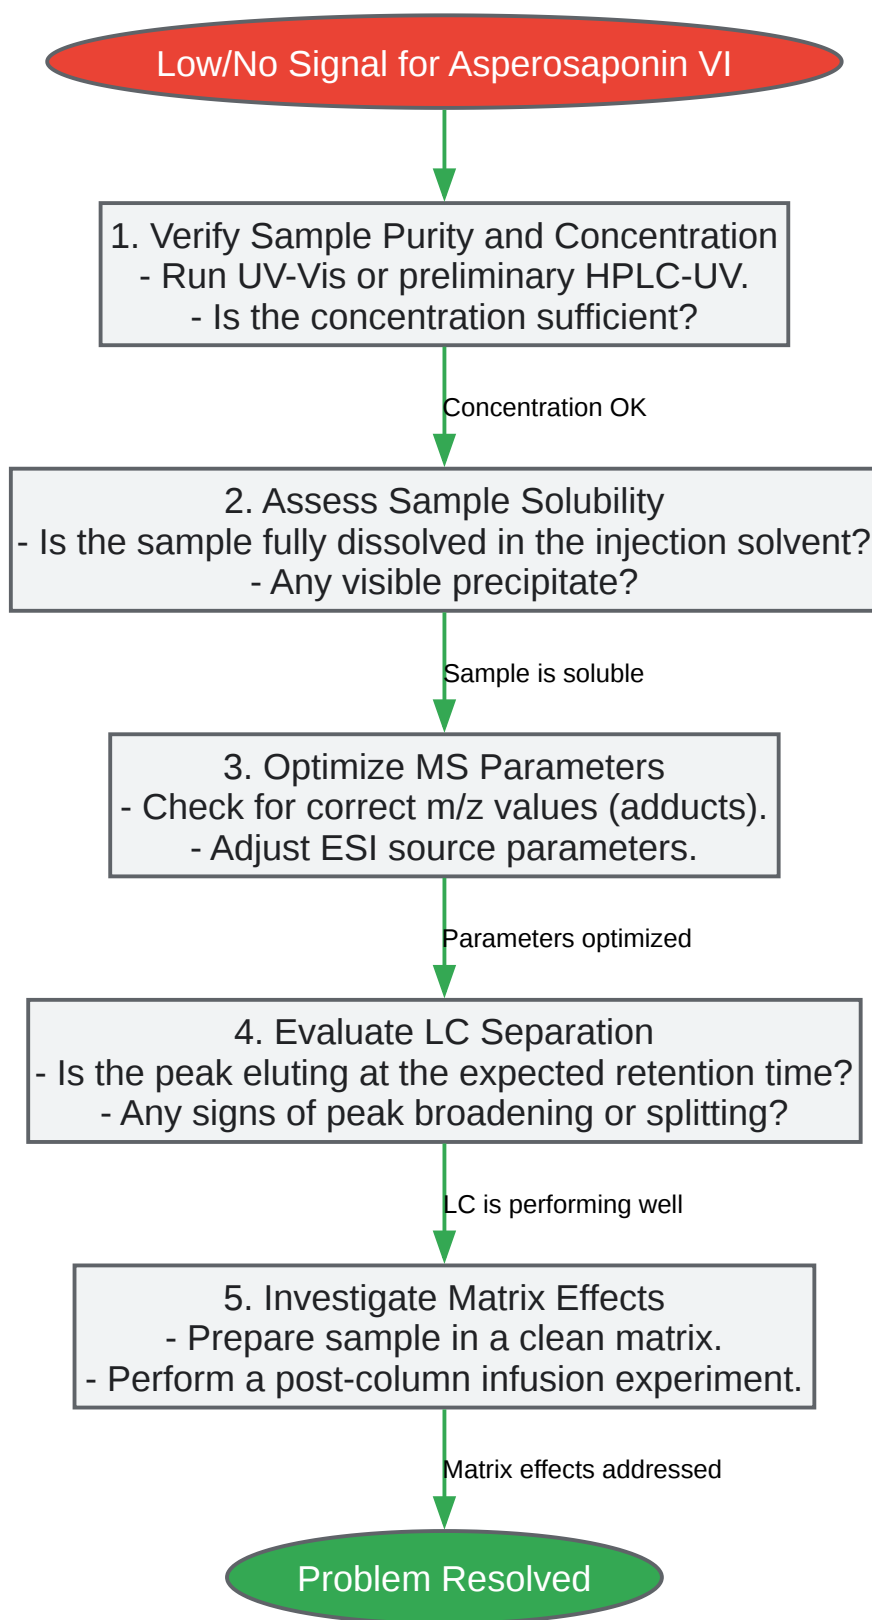 Low/No Signal for Asperosaponin VI
1. Verify Sample Purity and Concentration
- Run UV-Vis or preliminary HPLC-UV.
- Is the concentration sufficient?
Concentration OK
2. Assess Sample Solubility
- Is the sample fully dissolved in the injection solvent?
- Any visible precipitate?
Sample is soluble
3. Optimize MS Parameters
- Check for correct m/z values (adducts).
- Adjust ESI source parameters.
Parameters optimized
4. Evaluate LC Separation
- Is the peak eluting at the expected retention time?
- Any signs of peak broadening or splitting?
LC is performing well
5. Investigate Matrix Effects
- Prepare sample in a clean matrix.
- Perform a post-column infusion experiment.
Matrix effects addressed
Problem Resolved